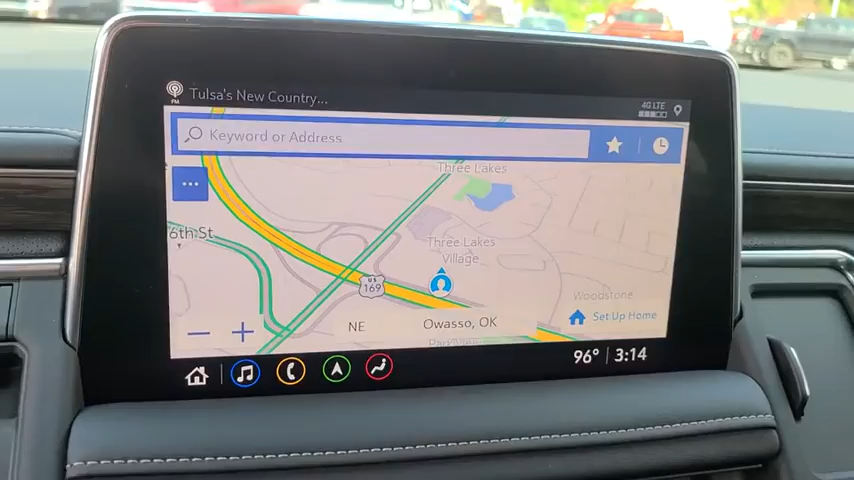 Tulsa's New Country...
FM
4G LTE
Keyword or Address
Three Lakes
6th St
Three Lakes
Village
US
169
Woodstone
Set Up Home
NE
Owasso, OK
96° 3:14